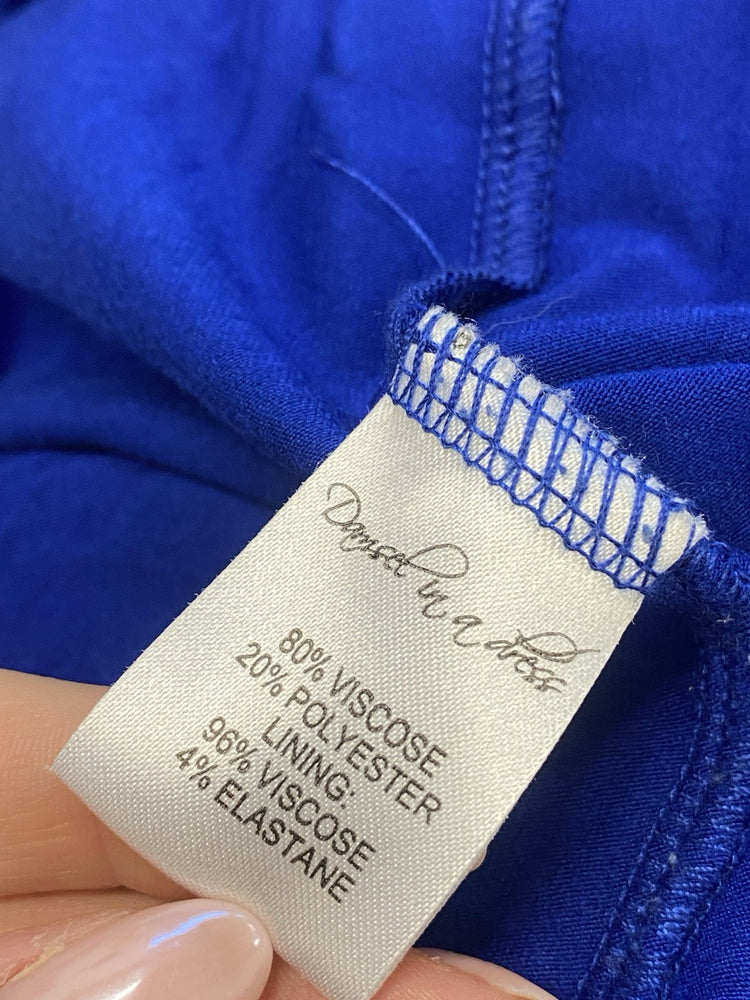 Damsel in a dress
80% VISCOSE
20% POLYESTER
LINING:
96% VISCOSE
4% ELASTANE